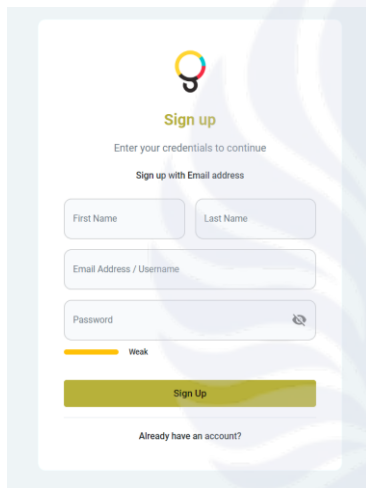 Sign up
Enter your credentials to continue
Sign up with Email address
First Name Last Name
Email Address / Username
Password
Weak
Sign Up
Already have an account?